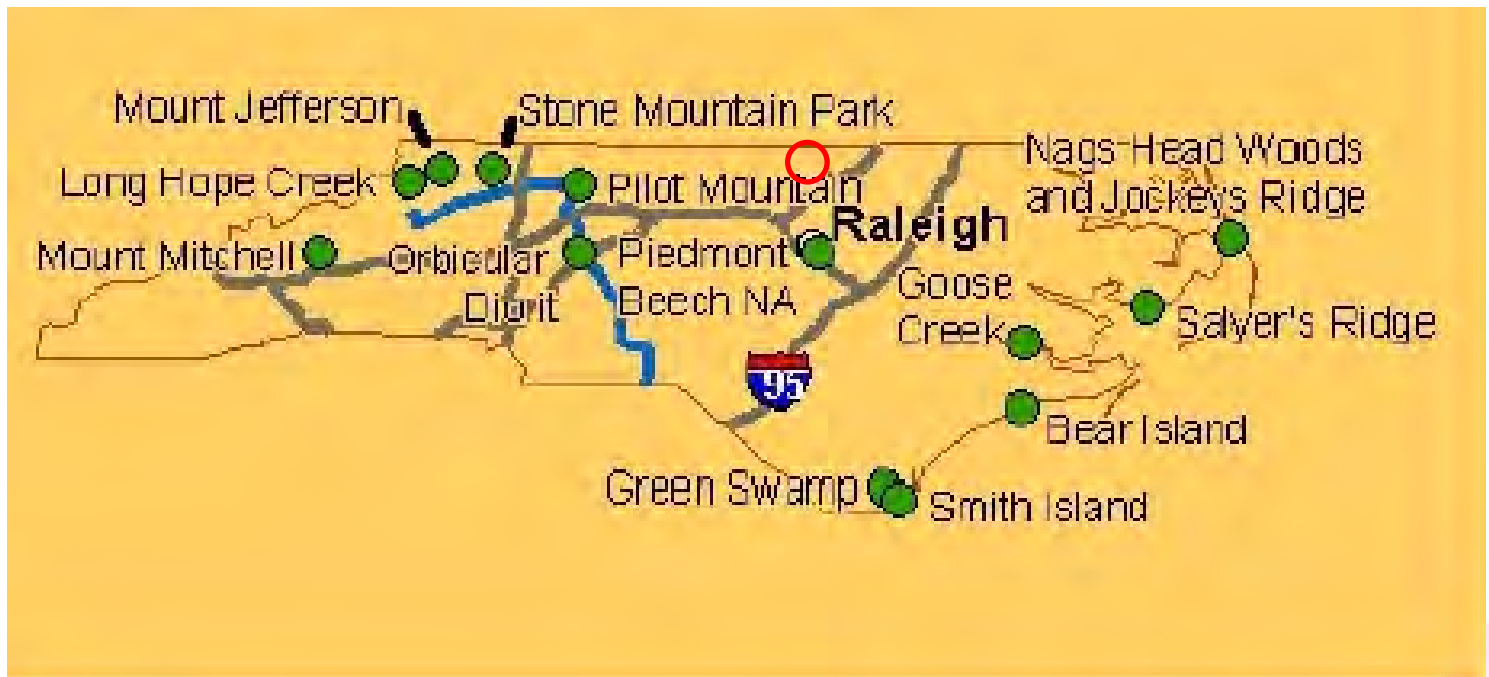 Mount Jefferson
Stone Mountain Park
Nags Head Woods
and Jockeys Ridge
Long Hope Creek
Pilot Mountain
Raleigh
Mount Mitchell
Orbicular
Diorit
Piedmont
Beech NA
Goose
Creek
Salyer's Ridge
95
Bear Island
Green Swamp
Smith Island